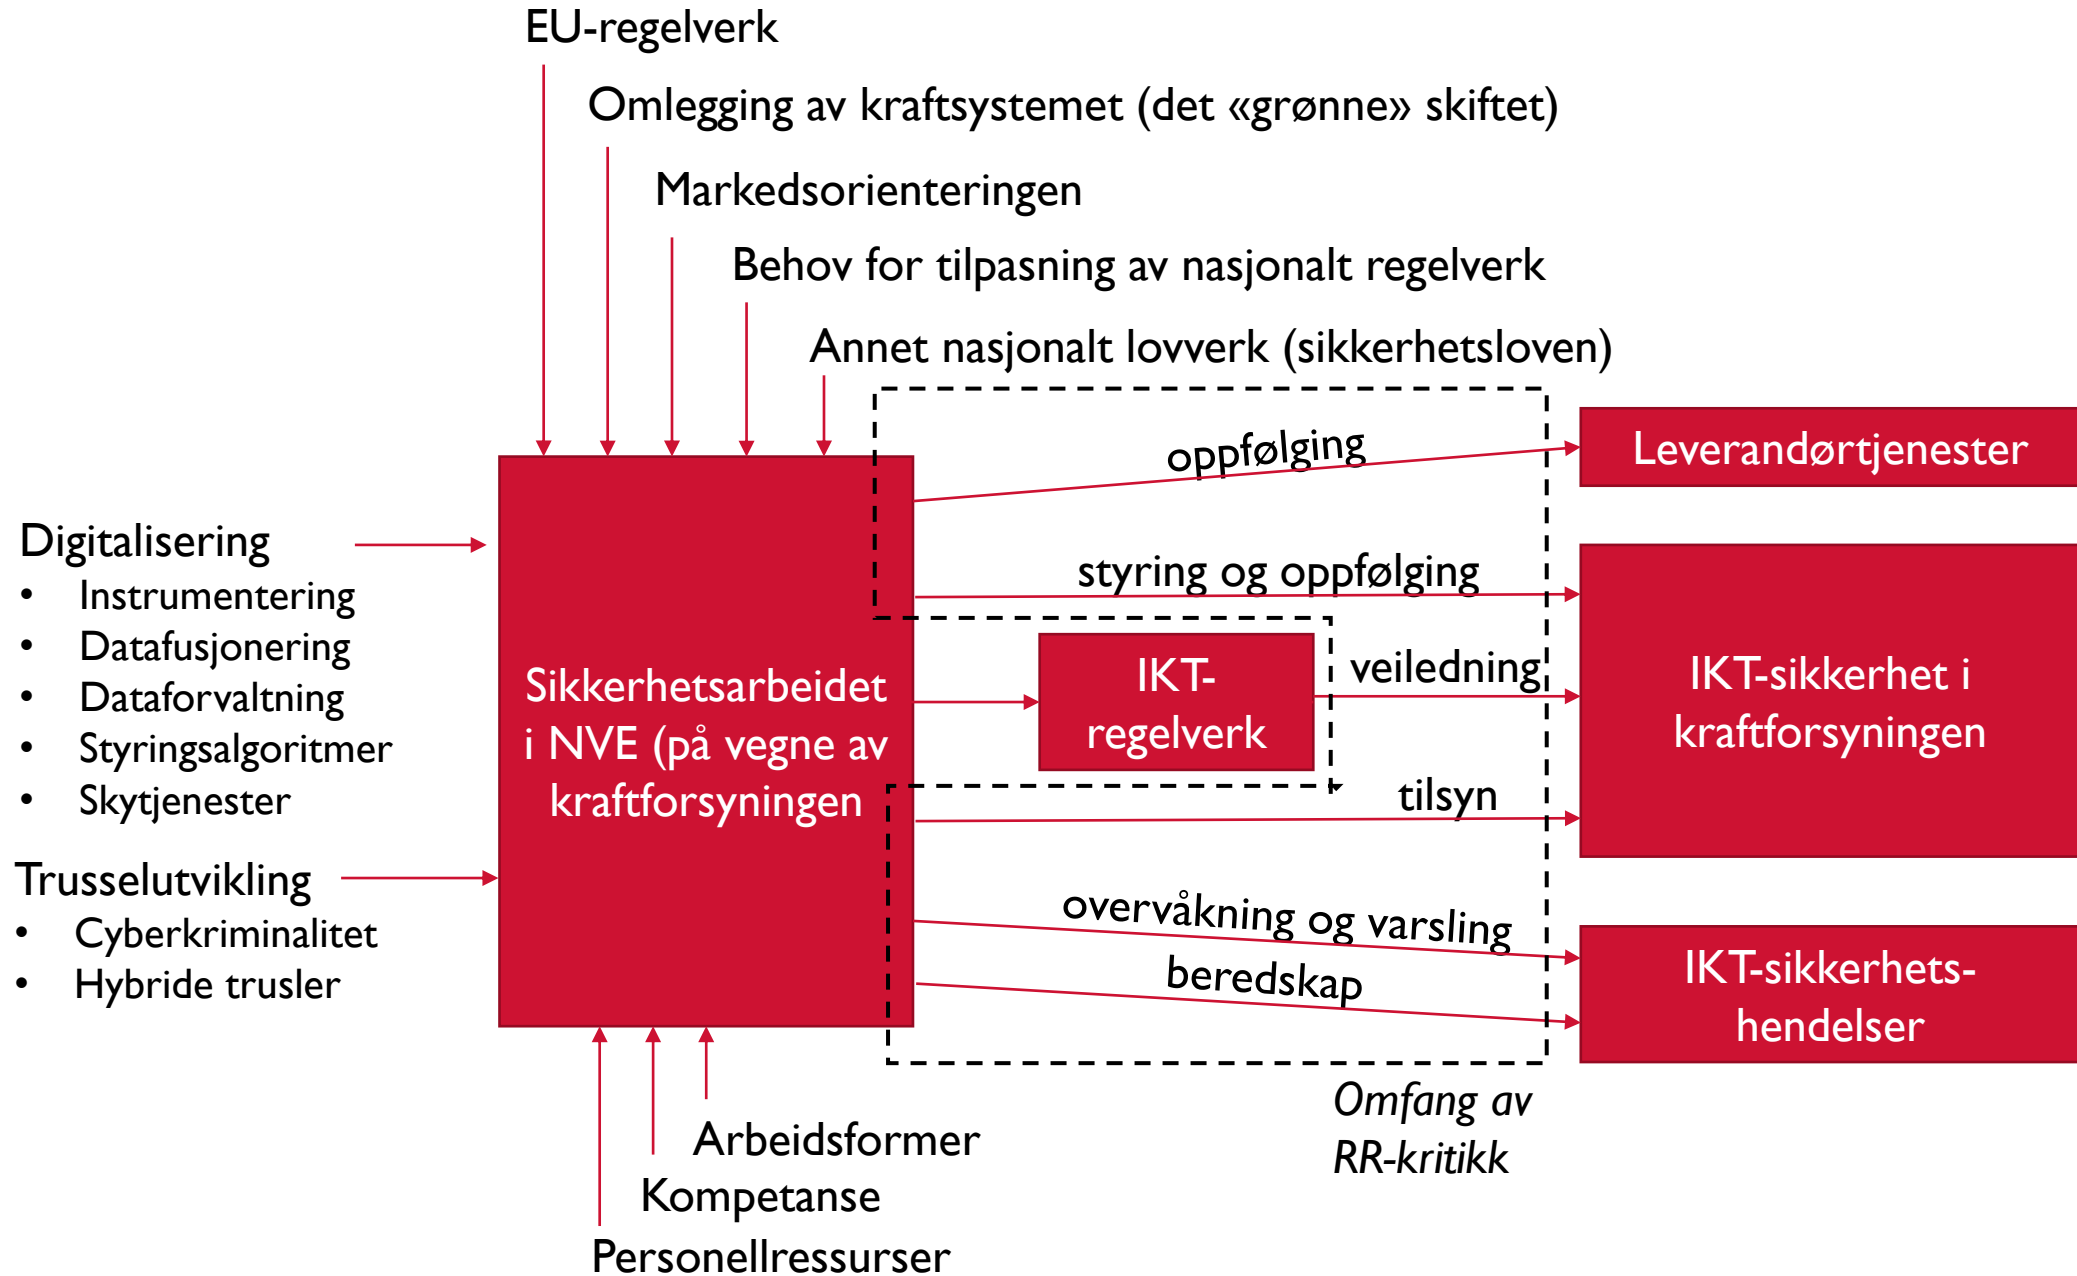 EU-regelverk
Omlegging av kraftsystemet (det «grønne» skiftet)
Markedsorienteringen
Behov for tilpasning av nasjonalt regelverk
Annet nasjonalt lovverk (sikkerhetsloven)
Digitalisering
• Instrumentering
• Datafusjonering
• Dataforvaltning
• Styringsalgoritmer
• Skytjenester
Trusselutvikling
• Cyberkriminalitet
• Hybride trusler
Sikkerhetsarbeidet
i NVE (på vegne av
kraftforsyningen
oppfølging
styring og oppfølging
IKT-
regelverk
veiledning
tilsyn
overvåkning og varsling
beredskap
Leverandørtjenester
IKT-sikkerhet i
kraftforsyningen
IKT-sikkerhets-
hendelser
Omfang av
RR-kritikk
Arbeidsformer
Kompetanse
Personellressurser